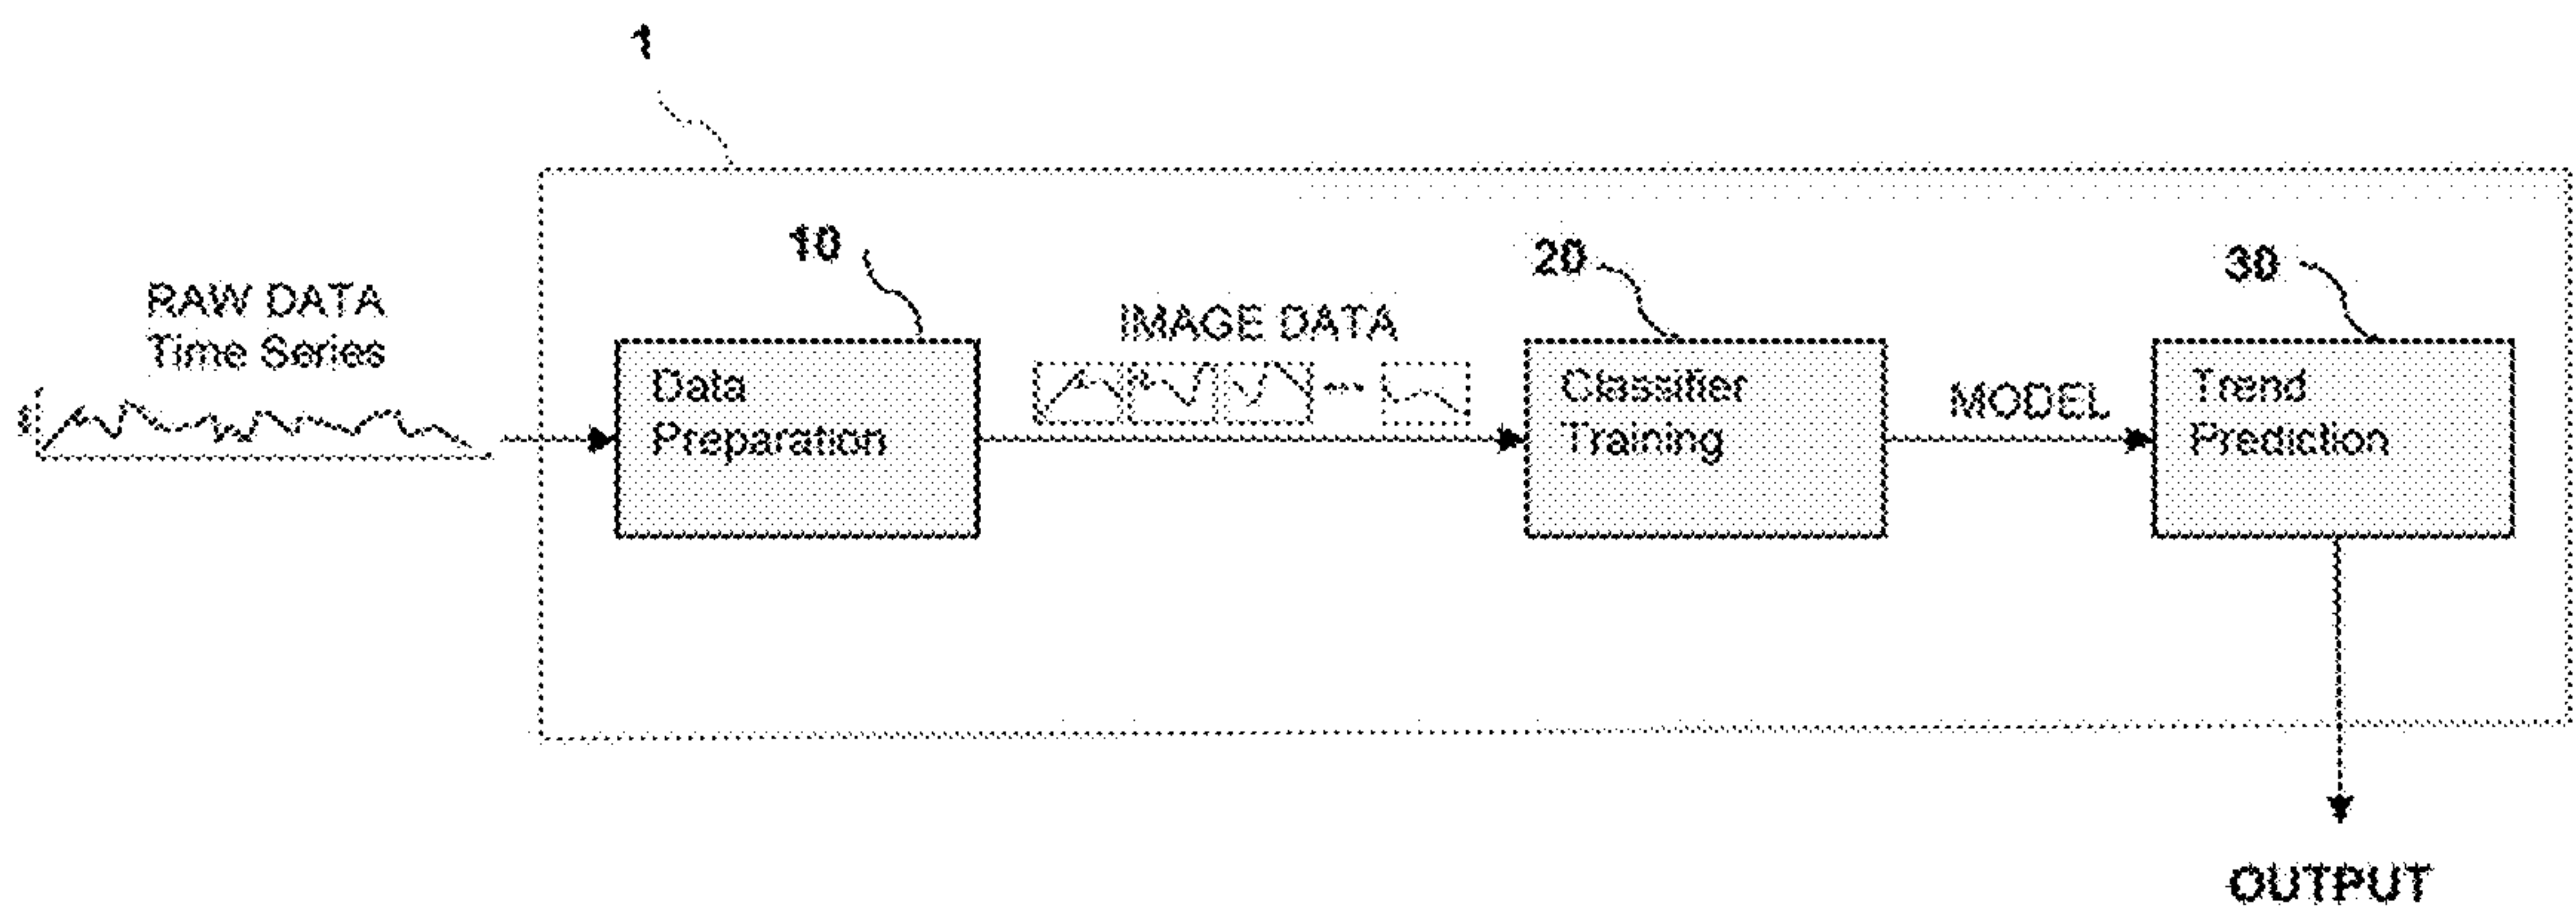 1
10
20
30
RAW DATA
Time Series
IMAGE DATA
Data
Preparation
Classifier
Training
MODEL
Trend
Prediction
OUTPUT